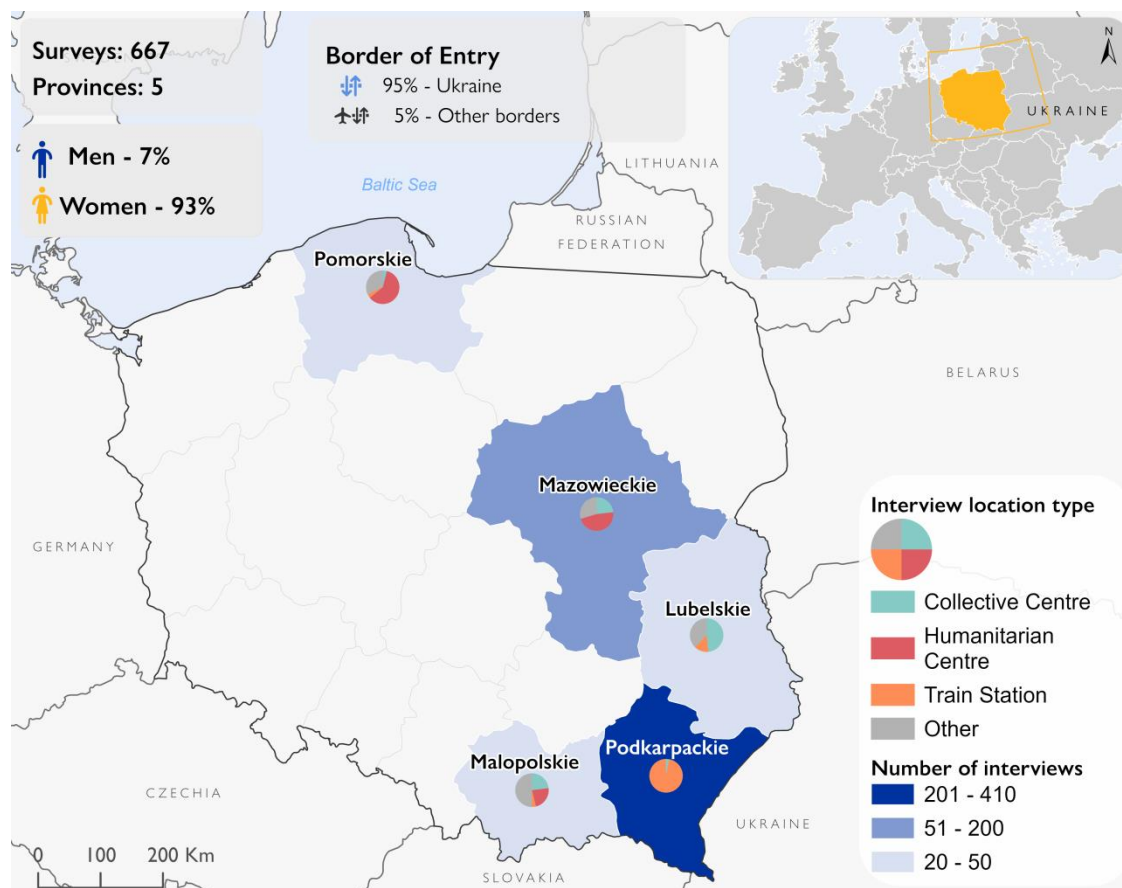 Surveys: 667
Provinces: 5
Men - 7%
Women - 93%
Border of Entry
95% - Ukraine
5% - Other borders
N
UKRAINE
LITHUANIA
Baltic Sea
RUSSIAN
FEDERATION
Pomorskie
BELARUS
Mazowieckie
GERMANY
Lubelskie
Podkarpackie
Malopolskie
CZECHIA
UKRAINE
SLOVAKIA
0 100 200 Km
Interview location type
Collective Centre
Humanitarian
Centre
Train Station
Other
Number of interviews
201 - 410
51 - 200
20 - 50